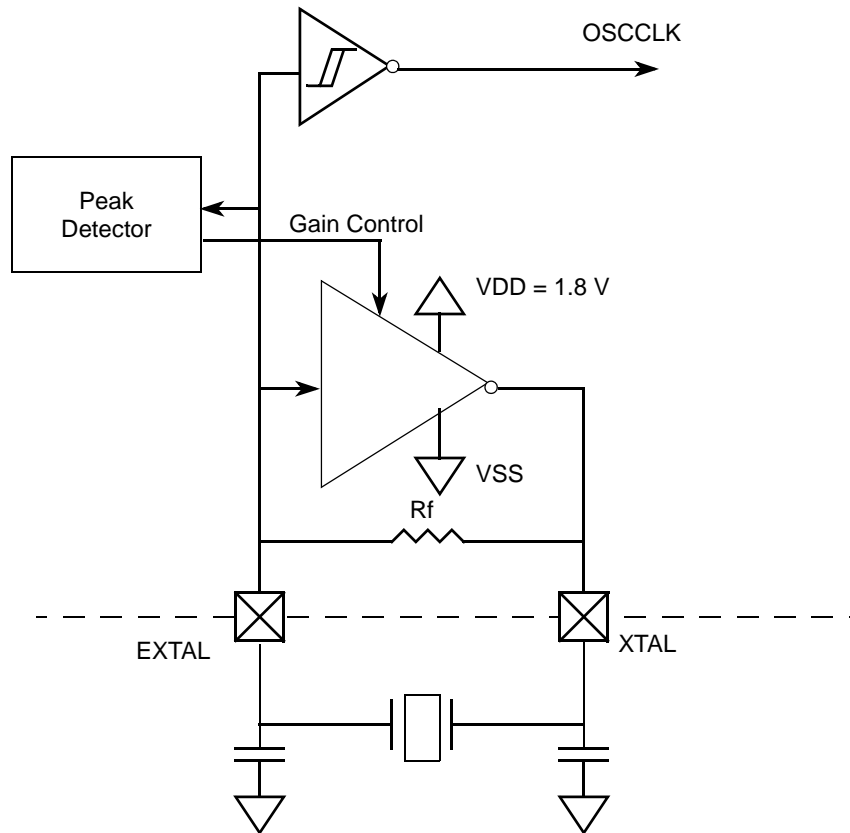 OSCCLK
Peak
Detector
Gain Control
VDD = 1.8 V
VSS
Rf
EXTAL
XTAL